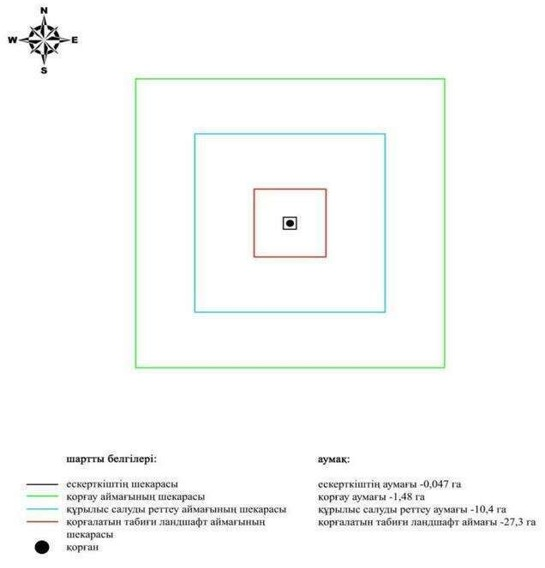 N
W E
S
шартты белгілері:
ескерткіштің шекарасы
қорғау аймағының шекарасы
құрылыс салуды реттеу аймағының шекарасы
қорғалатын табиғи ландшафт аймағының
шекарасы
қорған
аумақ:
ескерткіштің аумағы -0,047 га
қорғау аумағы -1,48 га
құрылыс салуды реттеу аумағы -10,4 га
қорғалатын табиғи ландшафт аймағы -27,3 га